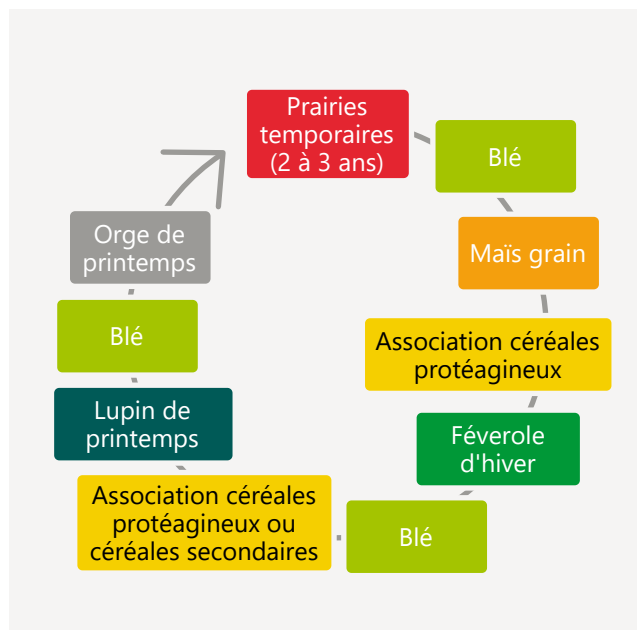 Prairies
temporaires
(2 à 3 ans)
Blé
Maïs grain
Association céréales
protéagineux
Féverole
d'hiver
Blé
Association céréales
protéagineux ou
céréales secondaires
Lupin de
printemps
Blé
Orge de
printemps